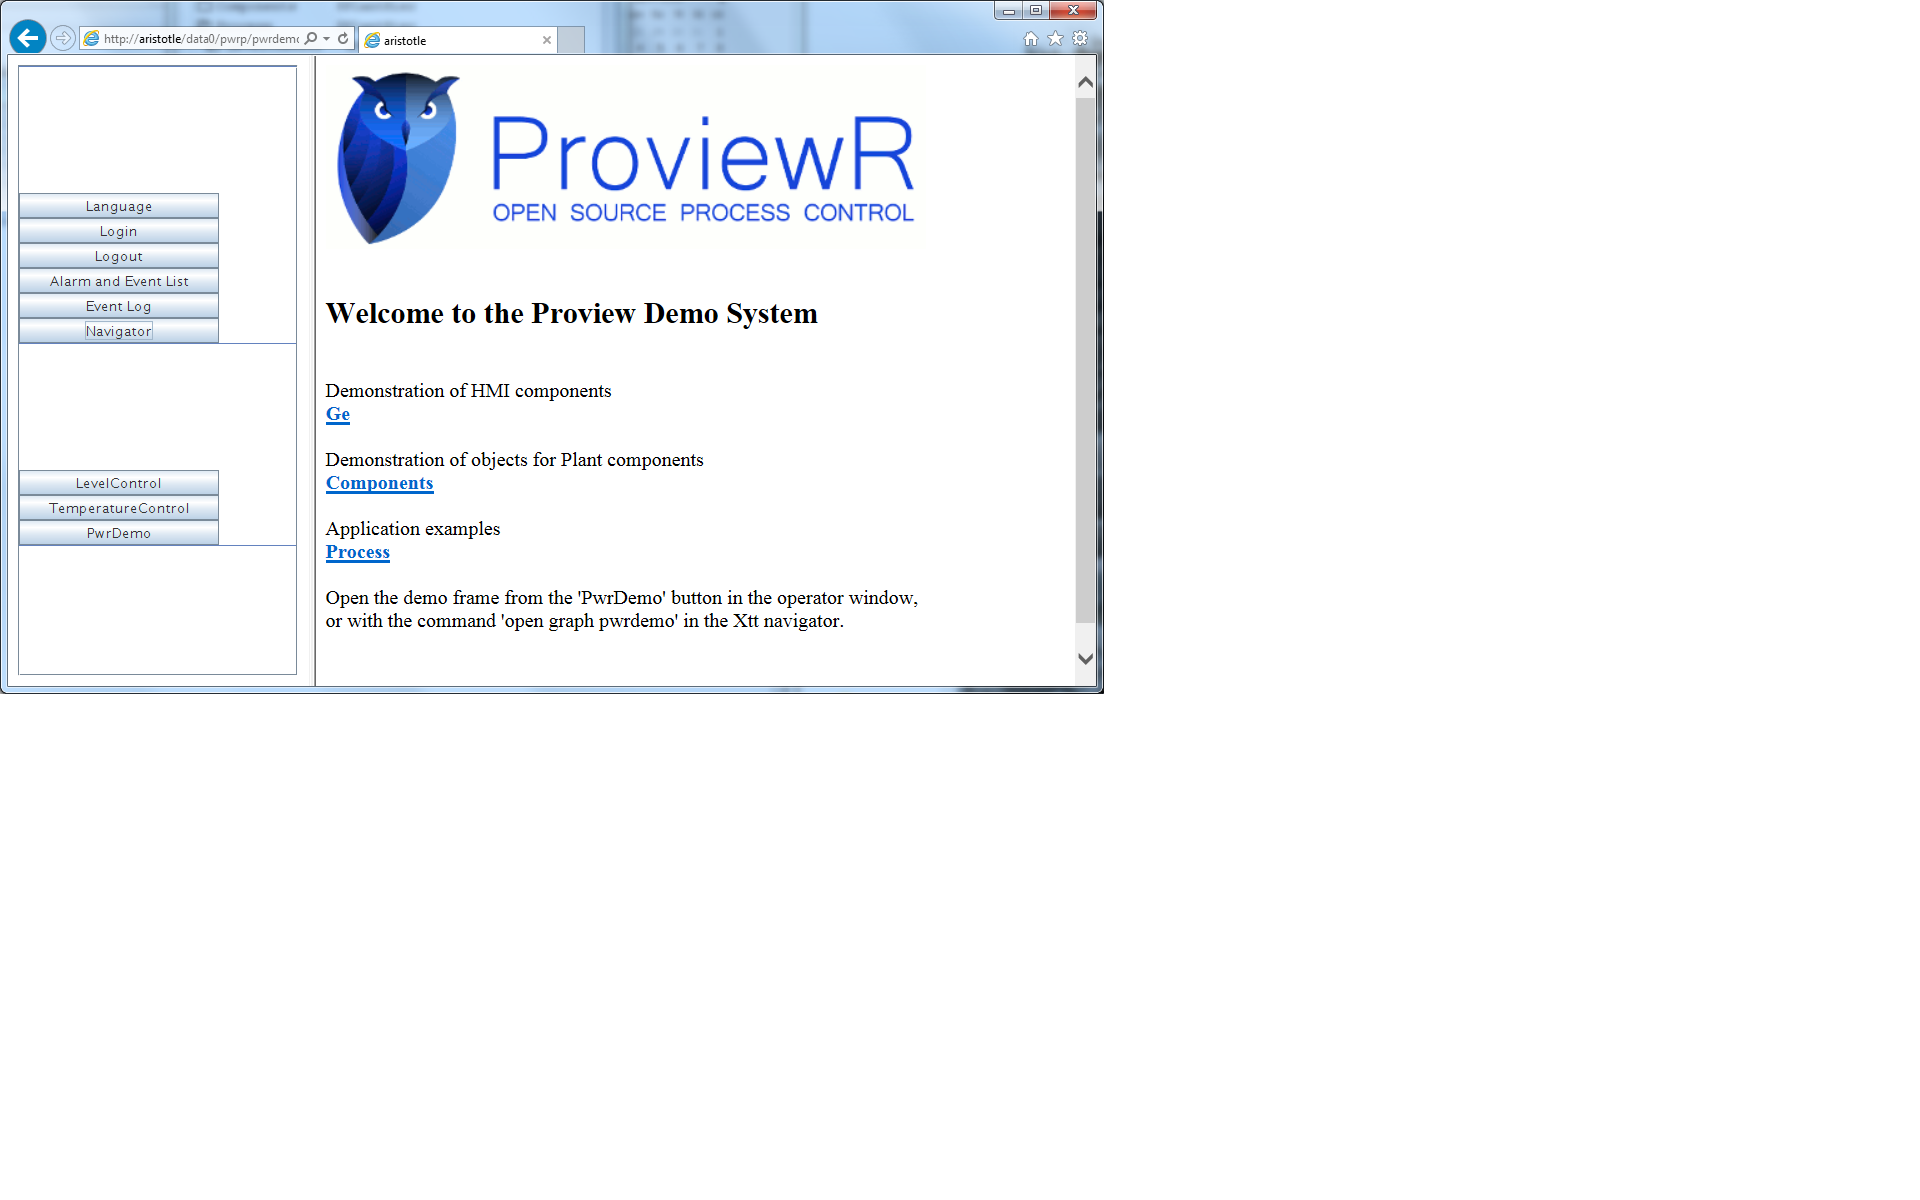 http://aristotle/data0/pwrp/pwrdemo
aristotle
Language
Login
Logout
Alarm and Event List
Event Log
Navigator
LevelControl
TemperatureControl
PwrDemo
ProviewR
OPEN SOURCE PROCESS CONTROL
Welcome to the Proview Demo System
Demonstration of HMI components
Ge
Demonstration of objects for Plant components
Components
Application examples
Process
Open the demo frame from the 'PwrDemo' button in the operator window,
or with the command 'open graph pwrdemo' in the Xtt navigator.